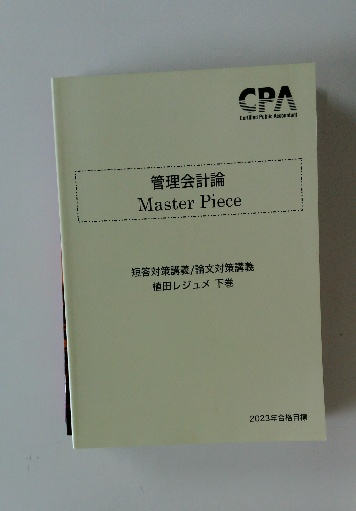 CPA
Certified Public Accountant
管理会計論
Master Piece
短答対策講義/論文対策講義
植田レジュメ 下巻
2023年合格目標